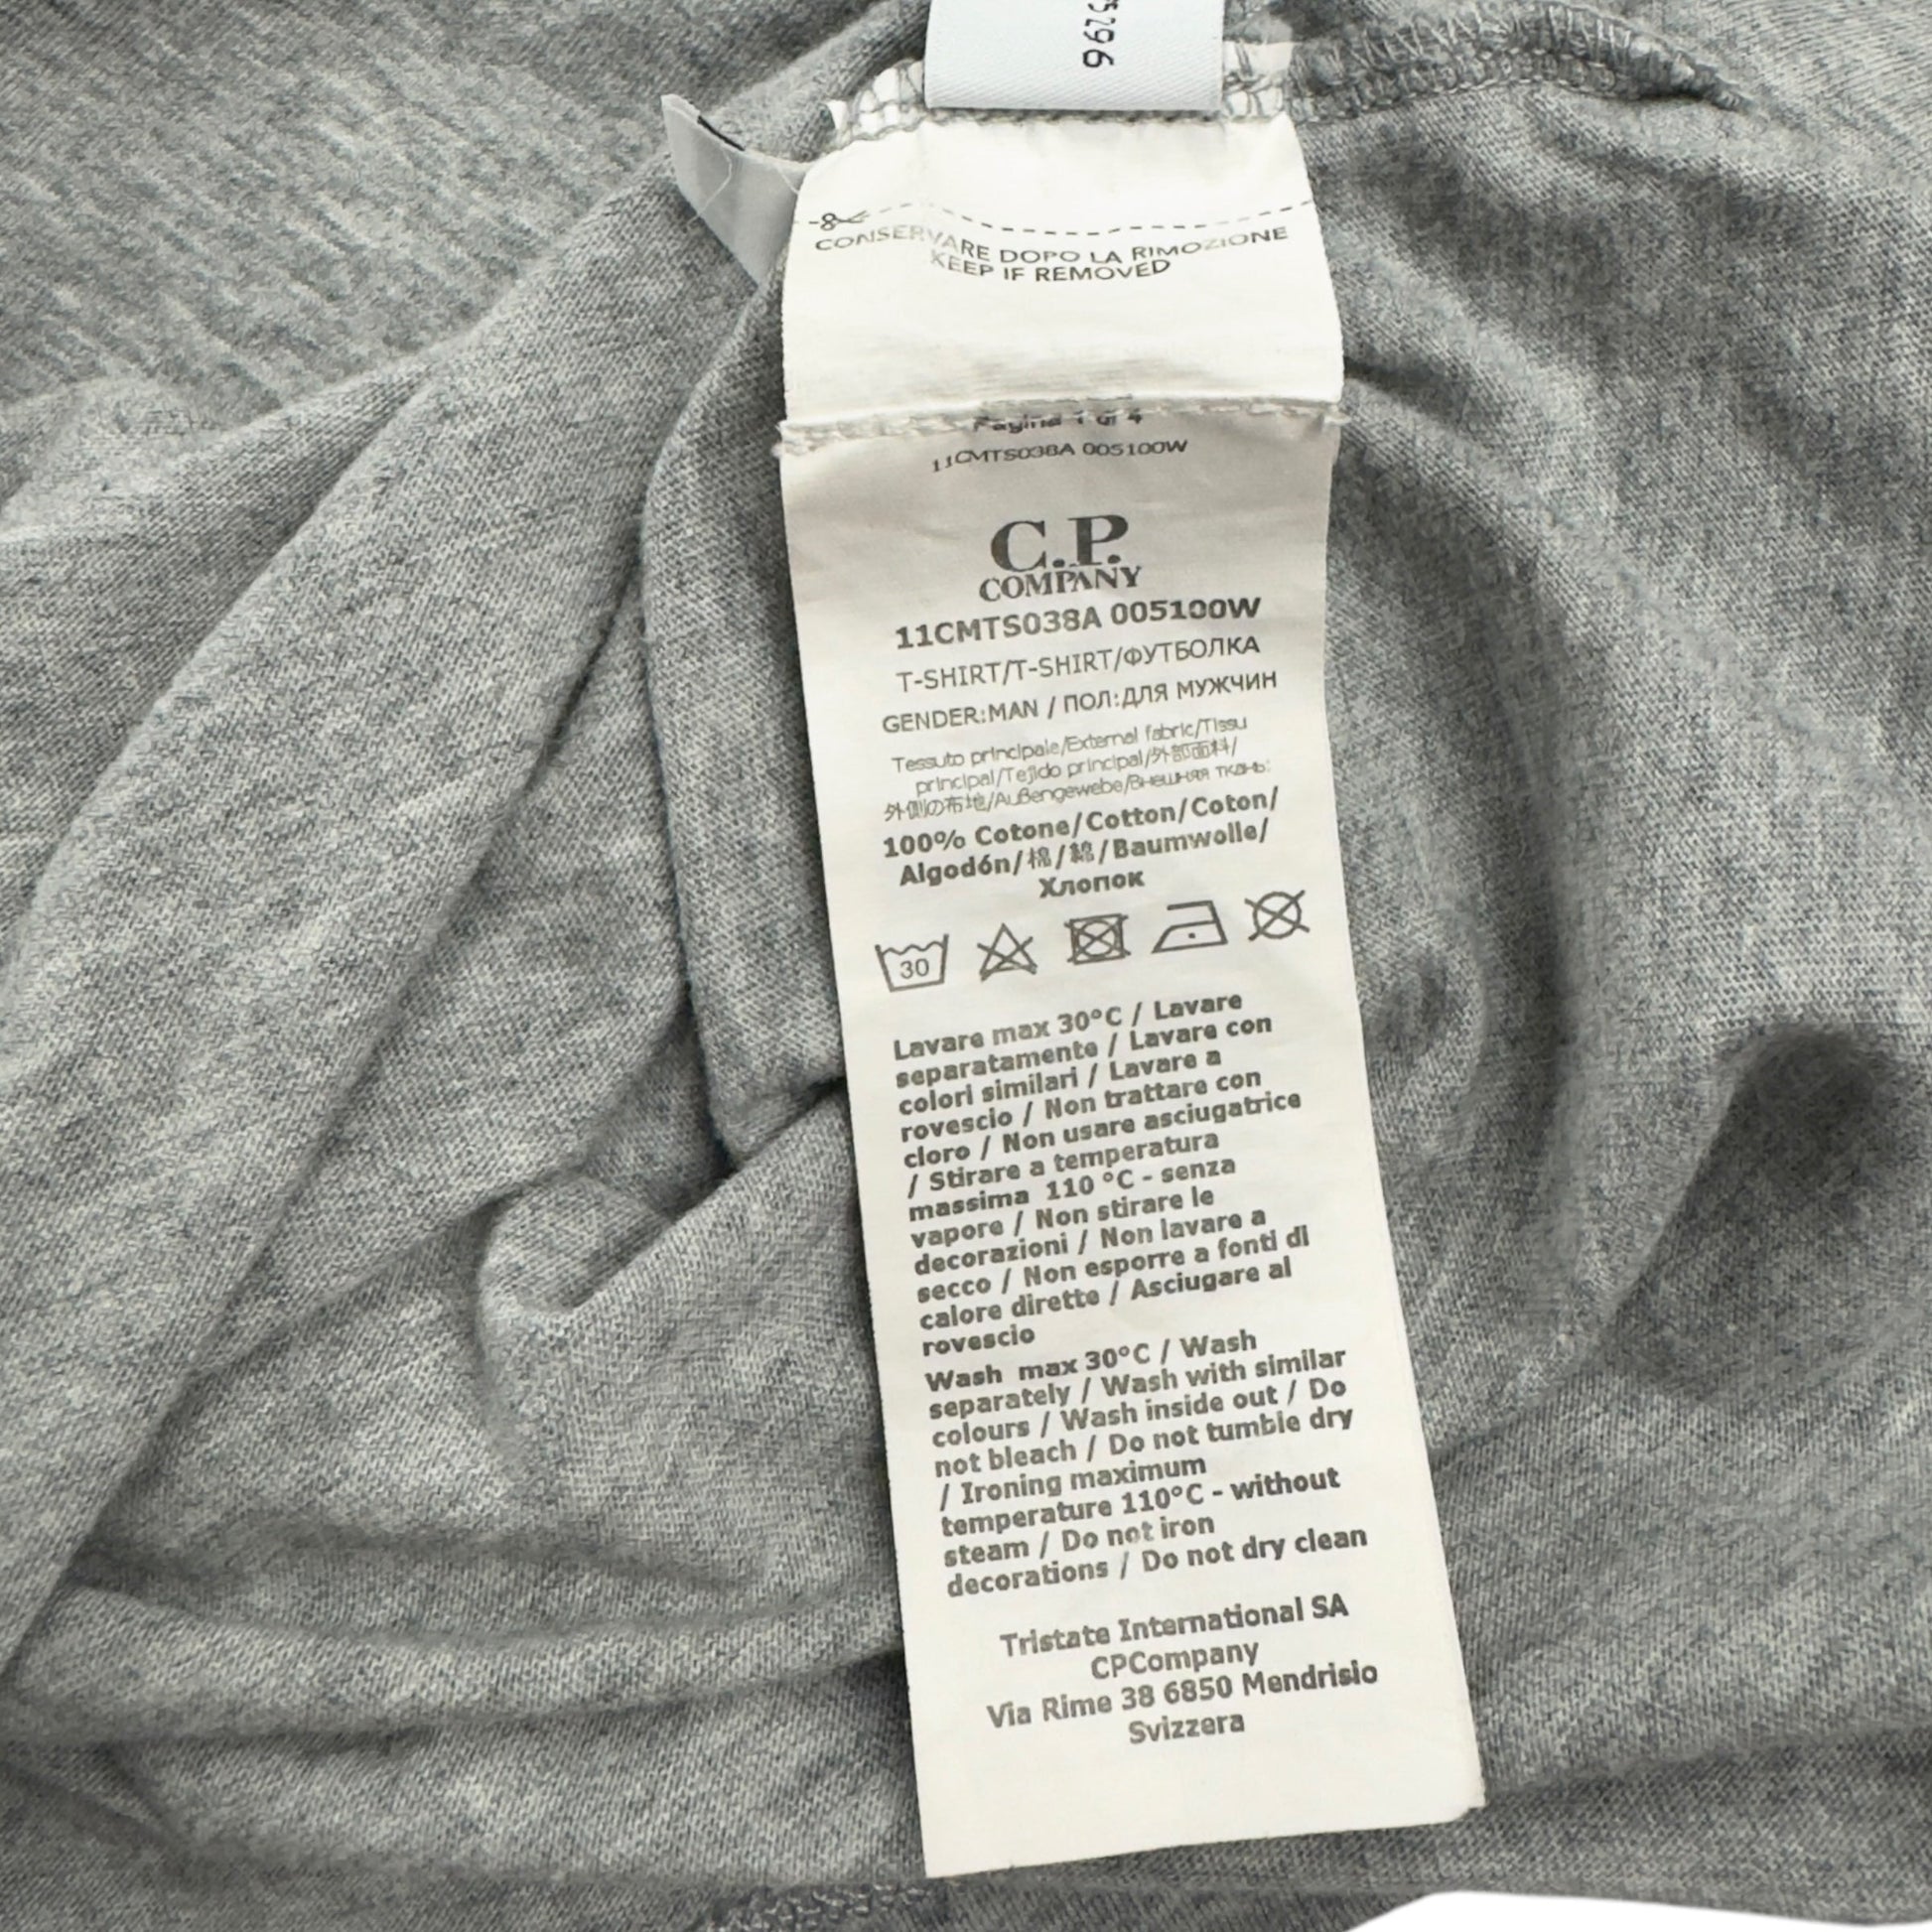 5296
CONSERVARE DOPO LA RIMOZIONE
KEEP IF REMOVED
Pagina 1 di 4
11CMTS038A 005100W
C.P.
COMPANY
11CMTS038A 005100W
T-SHIRT/T-SHIRT/ФУТБОЛКА
GENDER:MAN / ПОЛ:ДЛЯ МУЖЧИН
Tessuto principale/External fabric/Tissu
principal/Tejido principal/外部面料/
外側の布地/Außengewebe/Внешняя ткань:
100% Cotone/Cotton/Coton/
Algodón/棉/綿/Baumwolle/
Хлопок
30
Lavare max 30°C / Lavare
separatamente / Lavare con
colori similari / Lavare a
rovescio / Non trattare con
cloro / Non usare asciugatrice
/ Stirare a temperatura
massima 110 °C - senza
vapore / Non stirare le
decorazioni / Non lavare a
secco / Non esporre a fonti di
calore dirette / Asciugare al
rovescio
Wash max 30°C / Wash
separately / Wash with similar
colours / Wash inside out / Do
not bleach / Do not tumble dry
/ Ironing maximum
temperature 110°C - without
steam / Do not iron
decorations / Do not dry clean
Tristate International SA
CPCompany
Via Rime 38 6850 Mendrisio
Svizzera